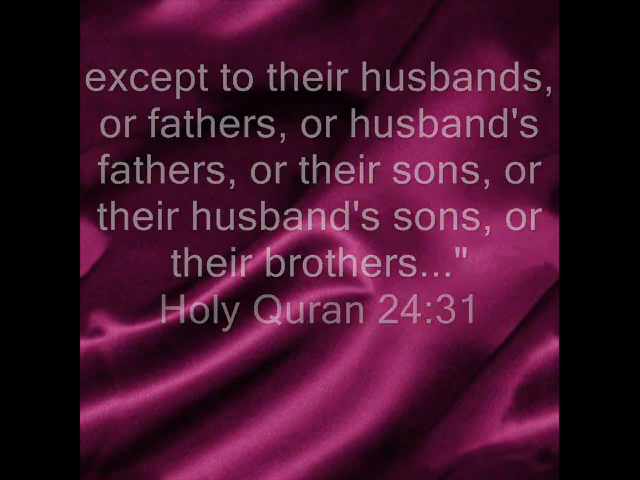 except to their husbands,
or fathers, or husband's
fathers, or their sons, or
their husband's sons, or
their brothers..."
Holy Quran 24:31